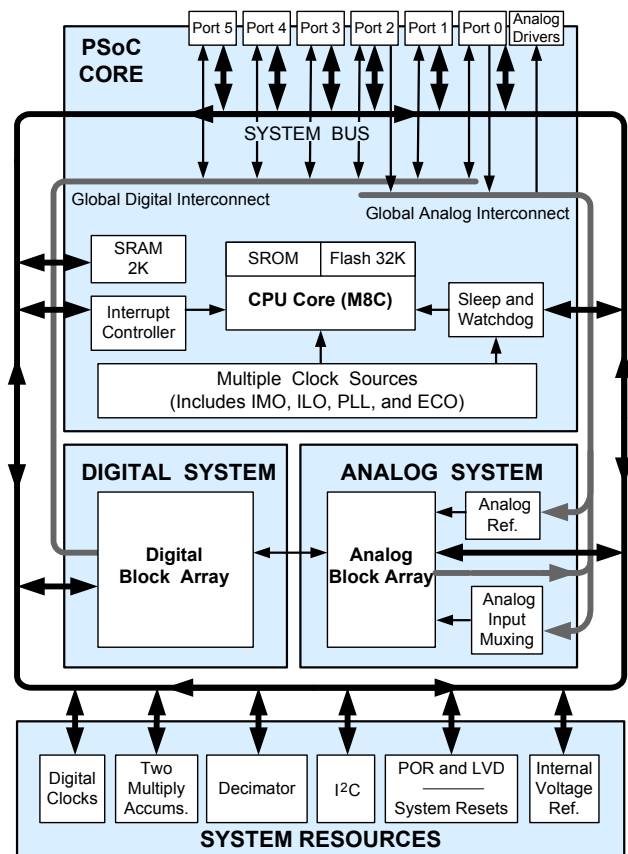 Port 5
Port 4
Port 3
Port 2
Port 1
Port 0
Analog
Drivers
PSoC
CORE
SYSTEM BUS
Global Digital Interconnect
Global Analog Interconnect
SRAM
2K
SROM
Flash 32K
CPU Core (M8C)
Interrupt
Controller
Sleep and
Watchdog
Multiple Clock Sources
(Includes IMO, ILO, PLL, and ECO)
DIGITAL SYSTEM
ANALOG SYSTEM
Digital
Block Array
Analog
Block Array
Analog
Ref.
Analog
Input
Muxing
Digital
Clocks
Two
Multiply
Accums.
Decimator
I²C
POR and LVD
System Resets
Internal
Voltage
Ref.
SYSTEM RESOURCES